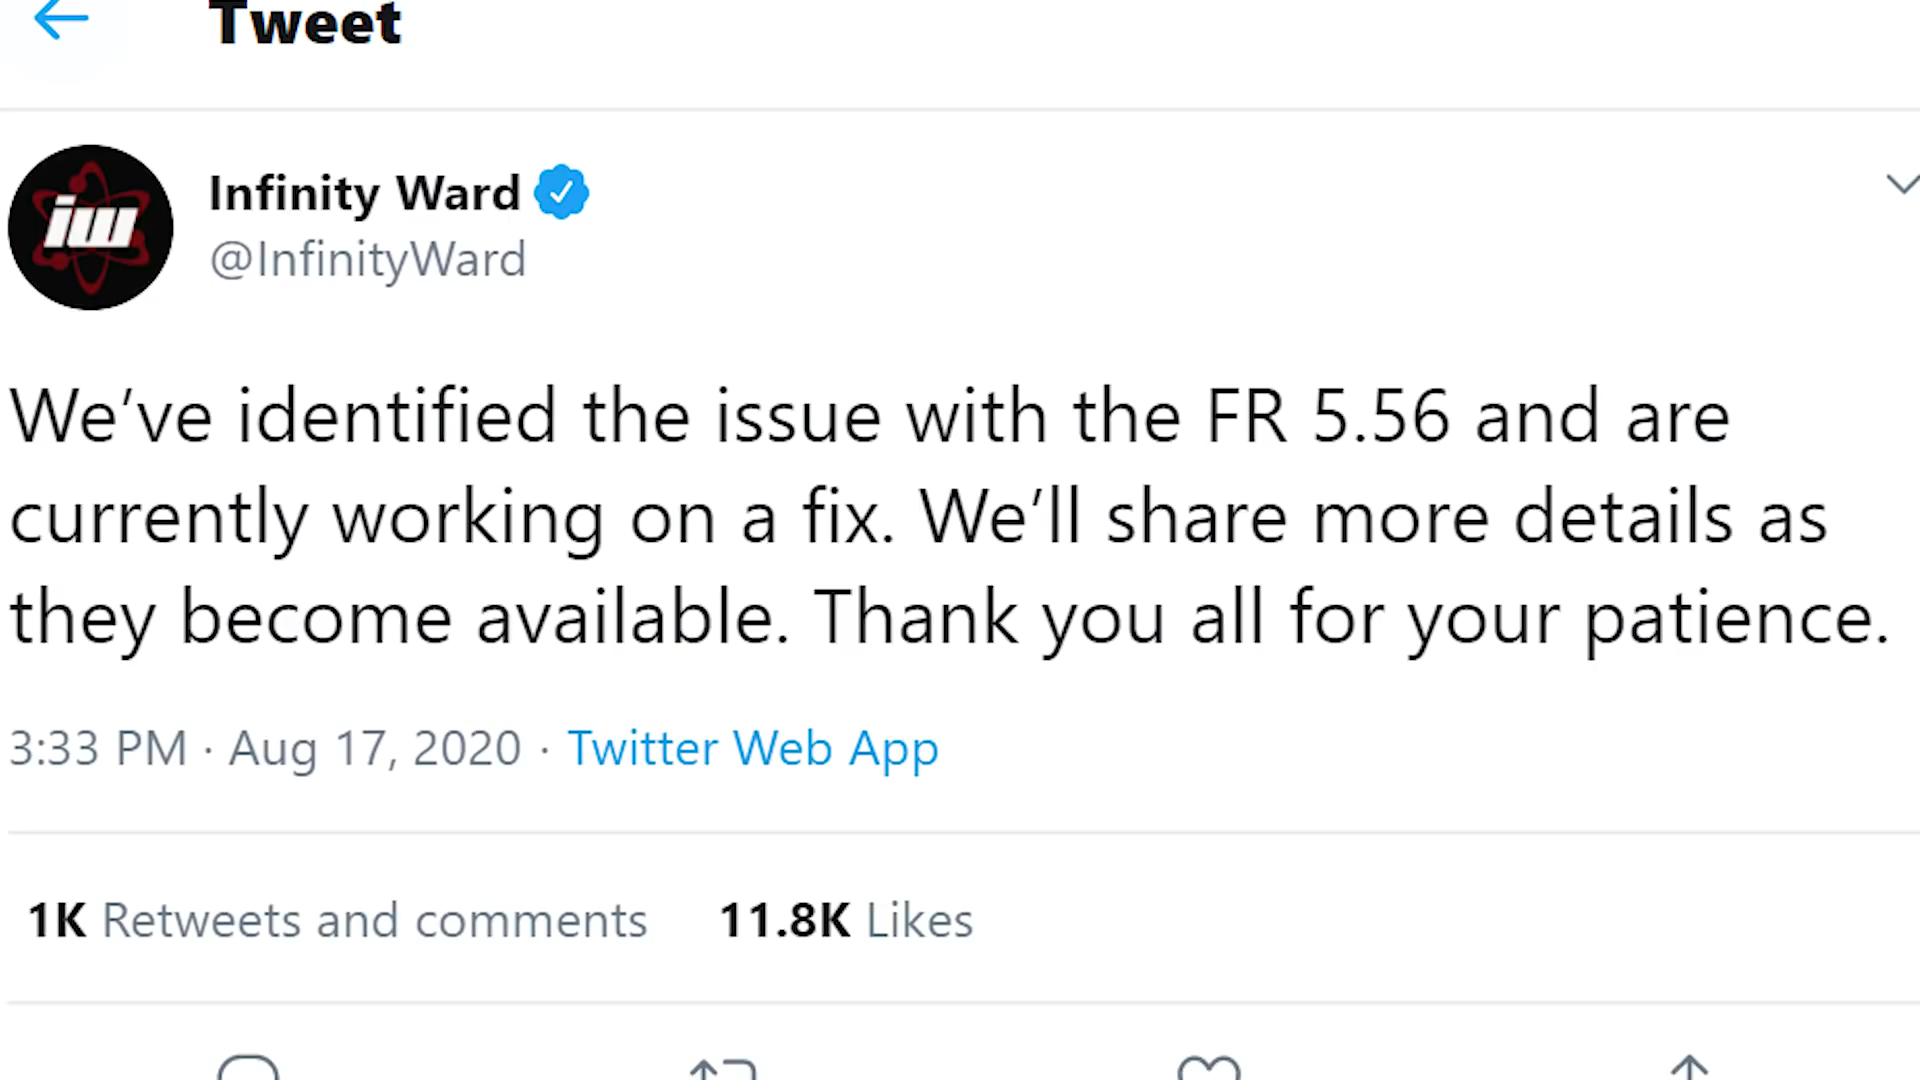 Tweet
iw
Infinity Ward
@InfinityWard
We’ve identified the issue with the FR 5.56 and are
currently working on a fix. We’ll share more details as
they become available. Thank you all for your patience.
3:33 PM · Aug 17, 2020 · Twitter Web App
1K Retweets and comments 11.8K Likes